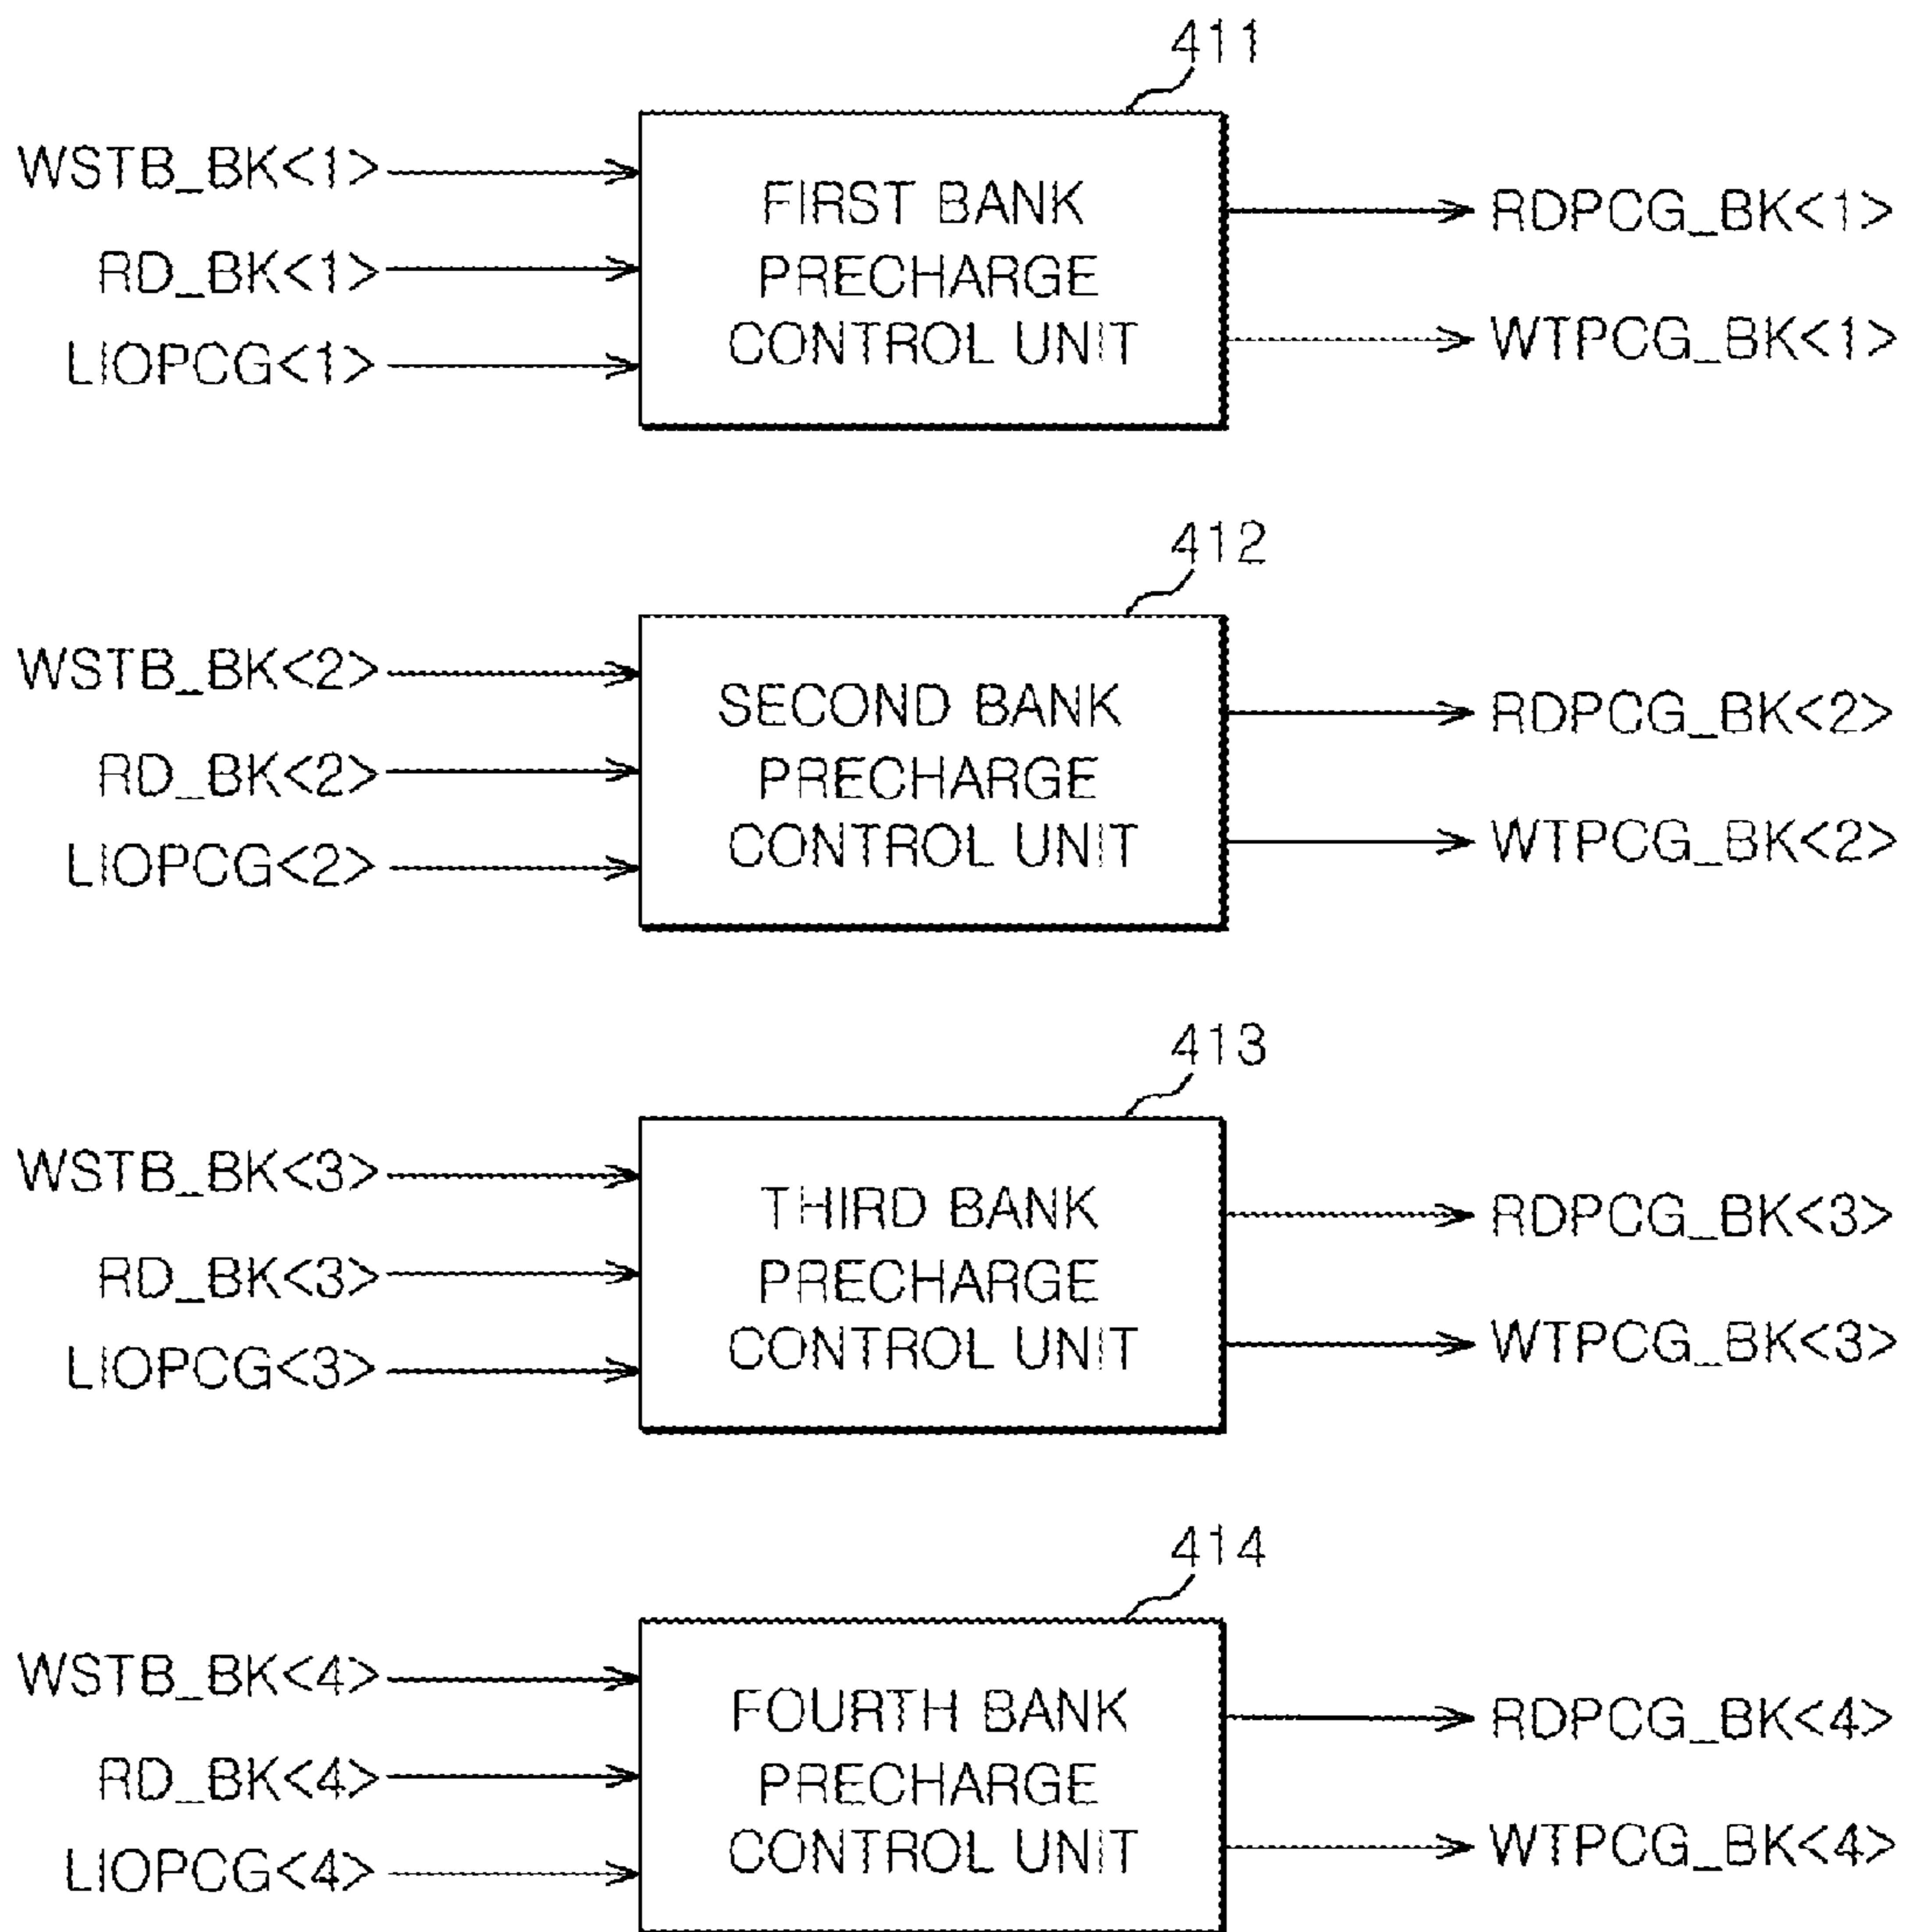 411
WSTB_BK<1>
RD_BK<1>
LIOPCG<1>
FIRST BANK
PRECHARGE
CONTROL UNIT
RDPCG_BK<1>
WTPCG_BK<1>
412
WSTB_BK<2>
RD_BK<2>
LIOPCG<2>
SECOND BANK
PRECHARGE
CONTROL UNIT
RDPCG_BK<2>
WTPCG_BK<2>
413
WSTB_BK<3>
RD_BK<3>
LIOPCG<3>
THIRD BANK
PRECHARGE
CONTROL UNIT
RDPCG_BK<3>
WTPCG_BK<3>
414
WSTB_BK<4>
RD_BK<4>
LIOPCG<4>
FOURTH BANK
PRECHARGE
CONTROL UNIT
RDPCG_BK<4>
WTPCG_BK<4>